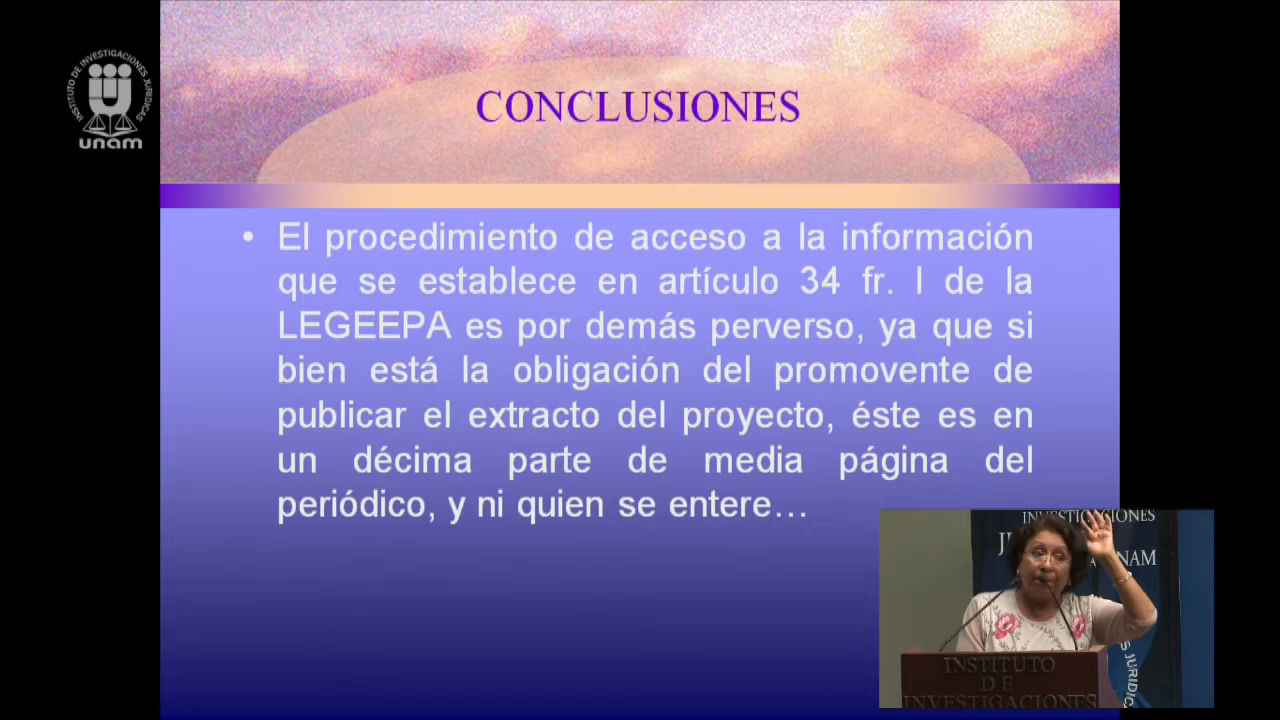 INSTITUTO DE INVESTIGACIONES JURIDICAS
unam
CONCLUSIONES
• El procedimiento de acceso a la información
que se establece en artículo 34 fr. I de la
LEGEEPA es por demás perverso, ya que si
bien está la obligación del promovente de
publicar el extracto del proyecto, éste es en
un décima parte de media página del
periódico, y ni quien se entere…
INVESTIGACIONES
UNAM
INSTITUTO
DE
INVESTIGACIONES